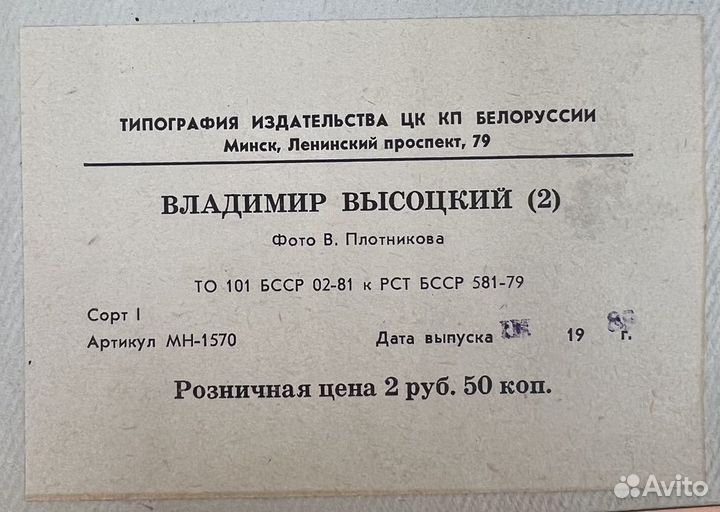 ТИПОГРАФИЯ ИЗДАТЕЛЬСТВА ЦК КП БЕЛОРУССИИ
Минск, Ленинский проспект, 79
ВЛАДИМИР ВЫСОЦКИЙ (2)
Фото В. Плотникова
ТО 101 БССР 02-81 к РСТ БССР 581-79
Сорт I
Артикул МН-1570 Дата выпуска 19 г.
Розничная цена 2 руб. 50 коп.
Avito